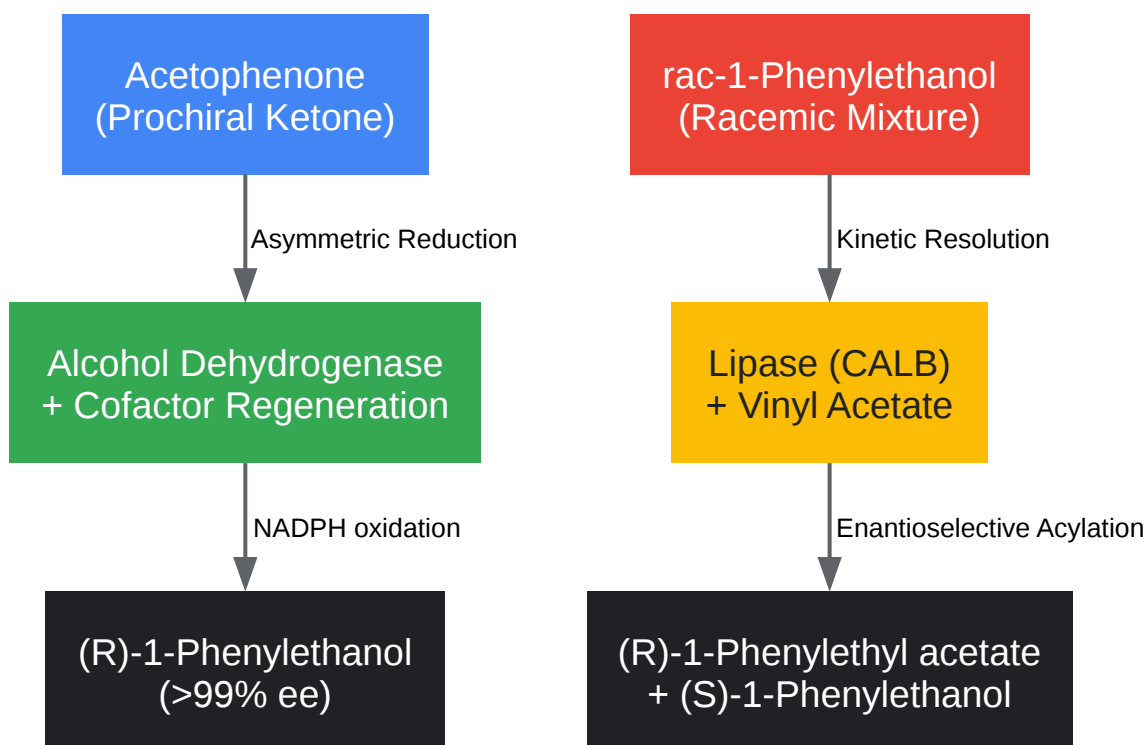 Acetophenone
(Prochiral Ketone)
Asymmetric Reduction
Alcohol Dehydrogenase
+ Cofactor Regeneration
NADPH oxidation
(R)-1-Phenylethanol
(>99% ee)
rac-1-Phenylethanol
(Racemic Mixture)
Kinetic Resolution
Lipase (CALB)
+ Vinyl Acetate
Enantioselective Acylation
(R)-1-Phenylethyl acetate
+ (S)-1-Phenylethanol